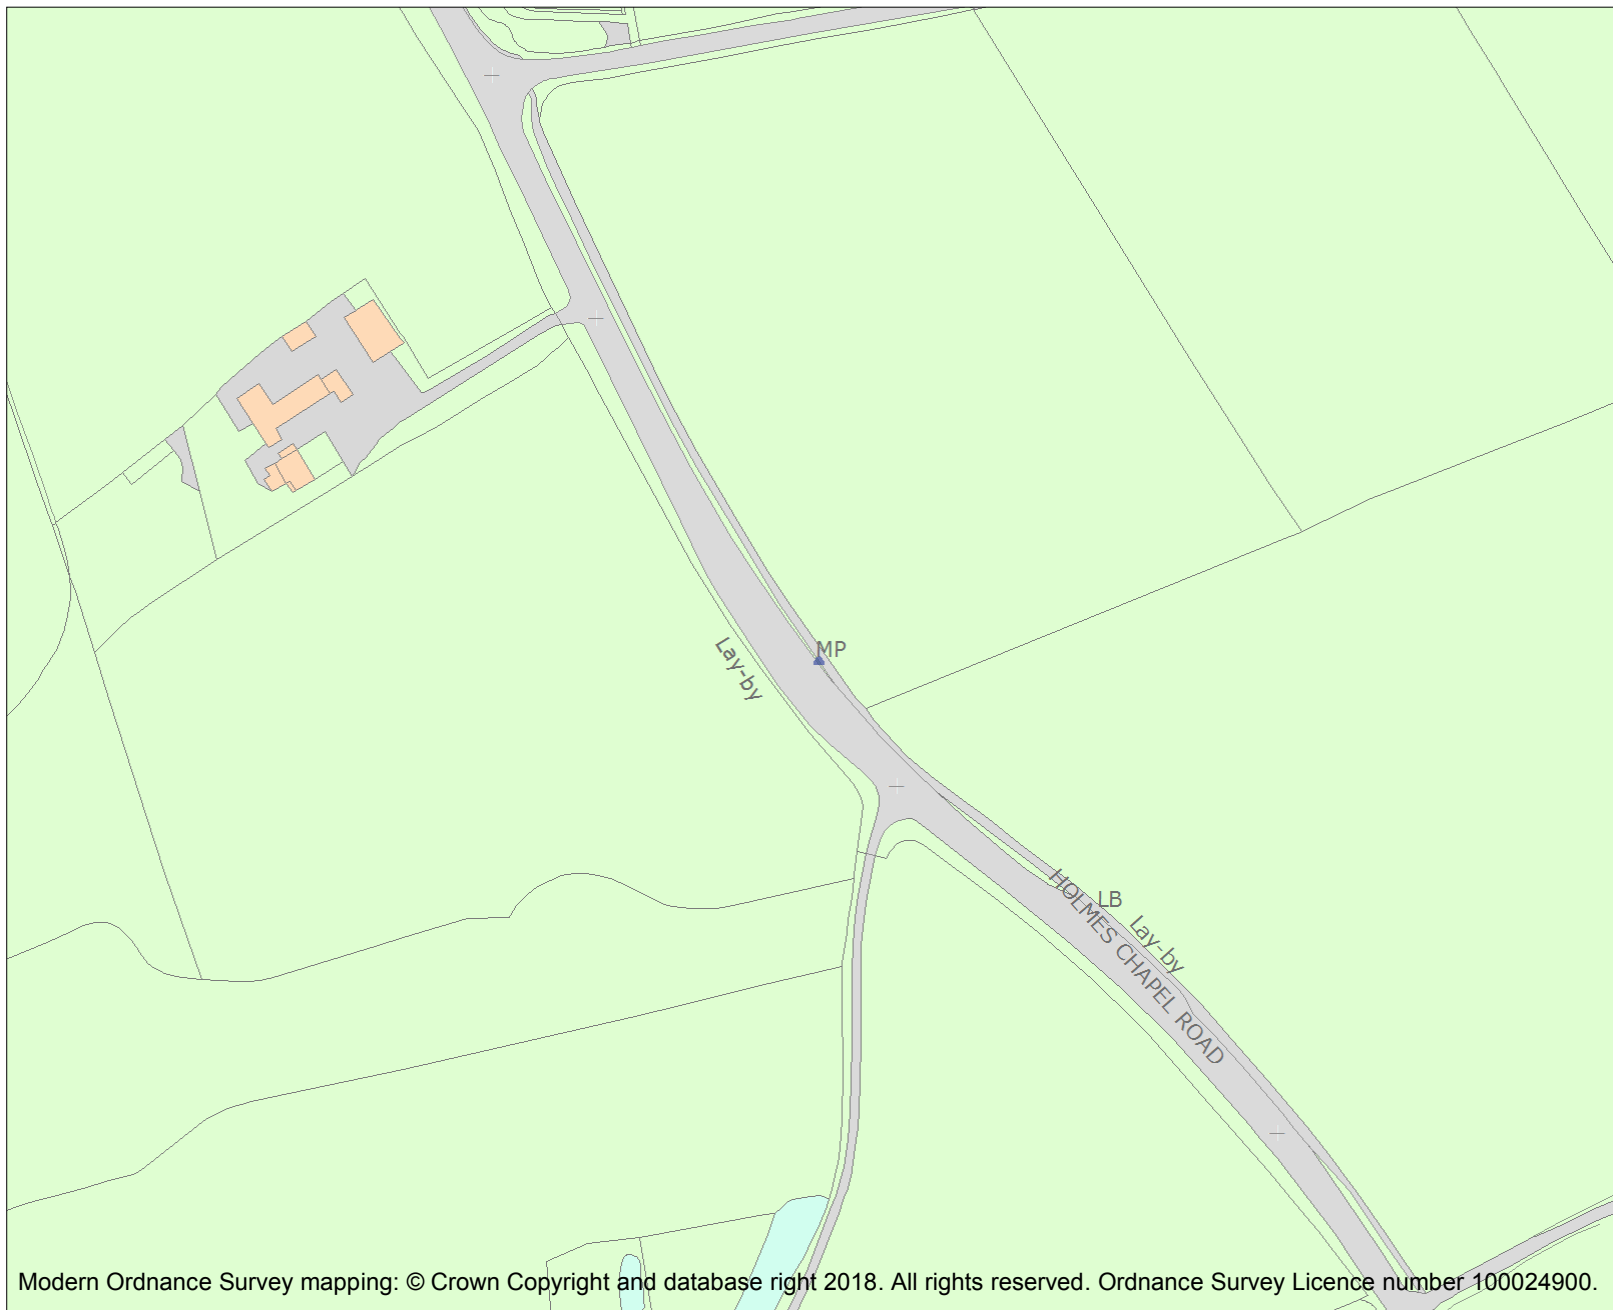 MP
Lay-by
LB
Lay-by
HOLMES CHAPEL ROAD
Modern Ordnance Survey mapping: © Crown Copyright and database right 2018. All rights reserved. Ordnance Survey Licence number 100024900.